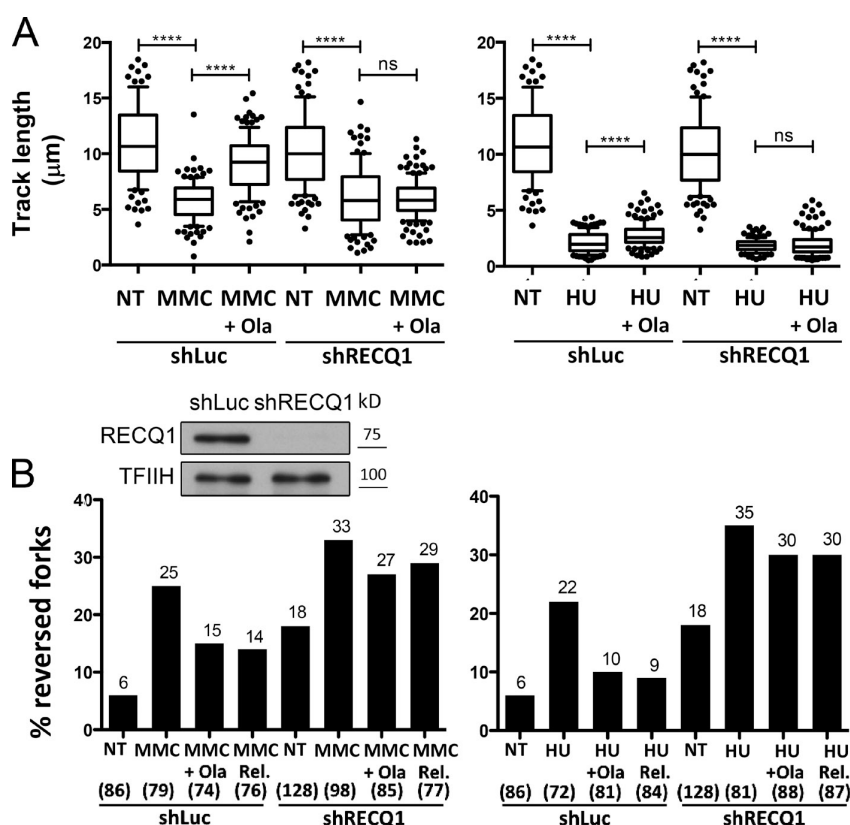 A
Track length
(μm)
20
15
10
5
0
**** **** **** ns
NT MMC MMC + Ola NT MMC MMC + Ola
shLuc shRECQ1
20
15
10
5
0
**** **** **** ns
NT HU HU + Ola NT HU HU + Ola
shLuc shRECQ1
shLuc shRECQ1 kD
RECQ1 75
TFIIH 100
B
% reversed forks
40
30
20
10
0
6 25 15 14 18 33 27 29
NT MMC MMC + Ola MMC Rel. NT MMC MMC + Ola MMC Rel.
(86) (79) (74) (76) (128) (98) (85) (77)
shLuc shRECQ1
40
30
20
10
0
6 22 10 9 18 35 30 30
NT HU HU +Ola HU Rel. NT HU HU +Ola HU Rel.
(86) (72) (81) (84) (128) (81) (88) (87)
shLuc shRECQ1